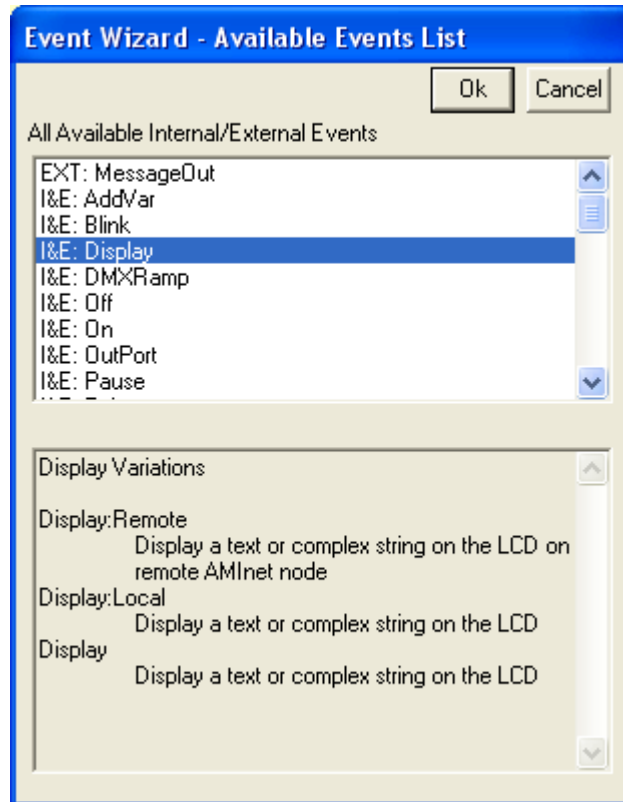 Event Wizard - Available Events List
Ok Cancel
All Available Internal/External Events
EXT: MessageOut
I&E: AddVar
I&E: Blink
I&E: Display
I&E: DMXRamp
I&E: Off
I&E: On
I&E: OutPort
I&E: Pause
Display Variations
Display:Remote
Display a text or complex string on the LCD on
remote AMInet node
Display:Local
Display a text or complex string on the LCD
Display
Display a text or complex string on the LCD